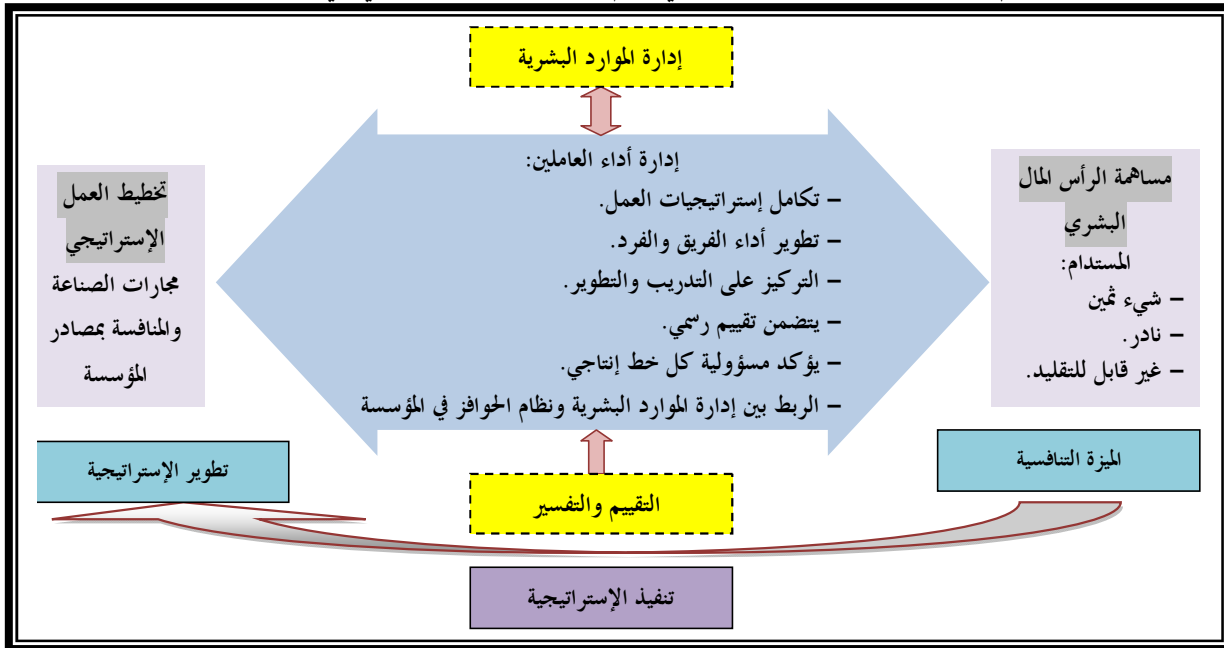 إدارة الموارد البشرية
إدارة أداء العاملين:
– تكامل إستراتيجيات العمل.
– تطوير أداء الفريق والفرد.
– التركيز على التدريب والتطوير.
– يتضمن تقييم رسمي.
– يؤكد مسؤولية كل خط إنتاجي.
– الربط بين إدارة الموارد البشرية ونظام الحوافز في المؤسسة
مساهمة الرأس المال
البشري
المستدام:
– شيء ثمين
– نادر.
– غير قابل للتقليد.
تخطيط العمل
الإستراتيجي
مجارات الصناعة
والمنافسة بمصادر
المؤسسة
الميزة التنافسية
تطوير الإستراتيجية
التقييم والتفسير
تنفيذ الإستراتيجية